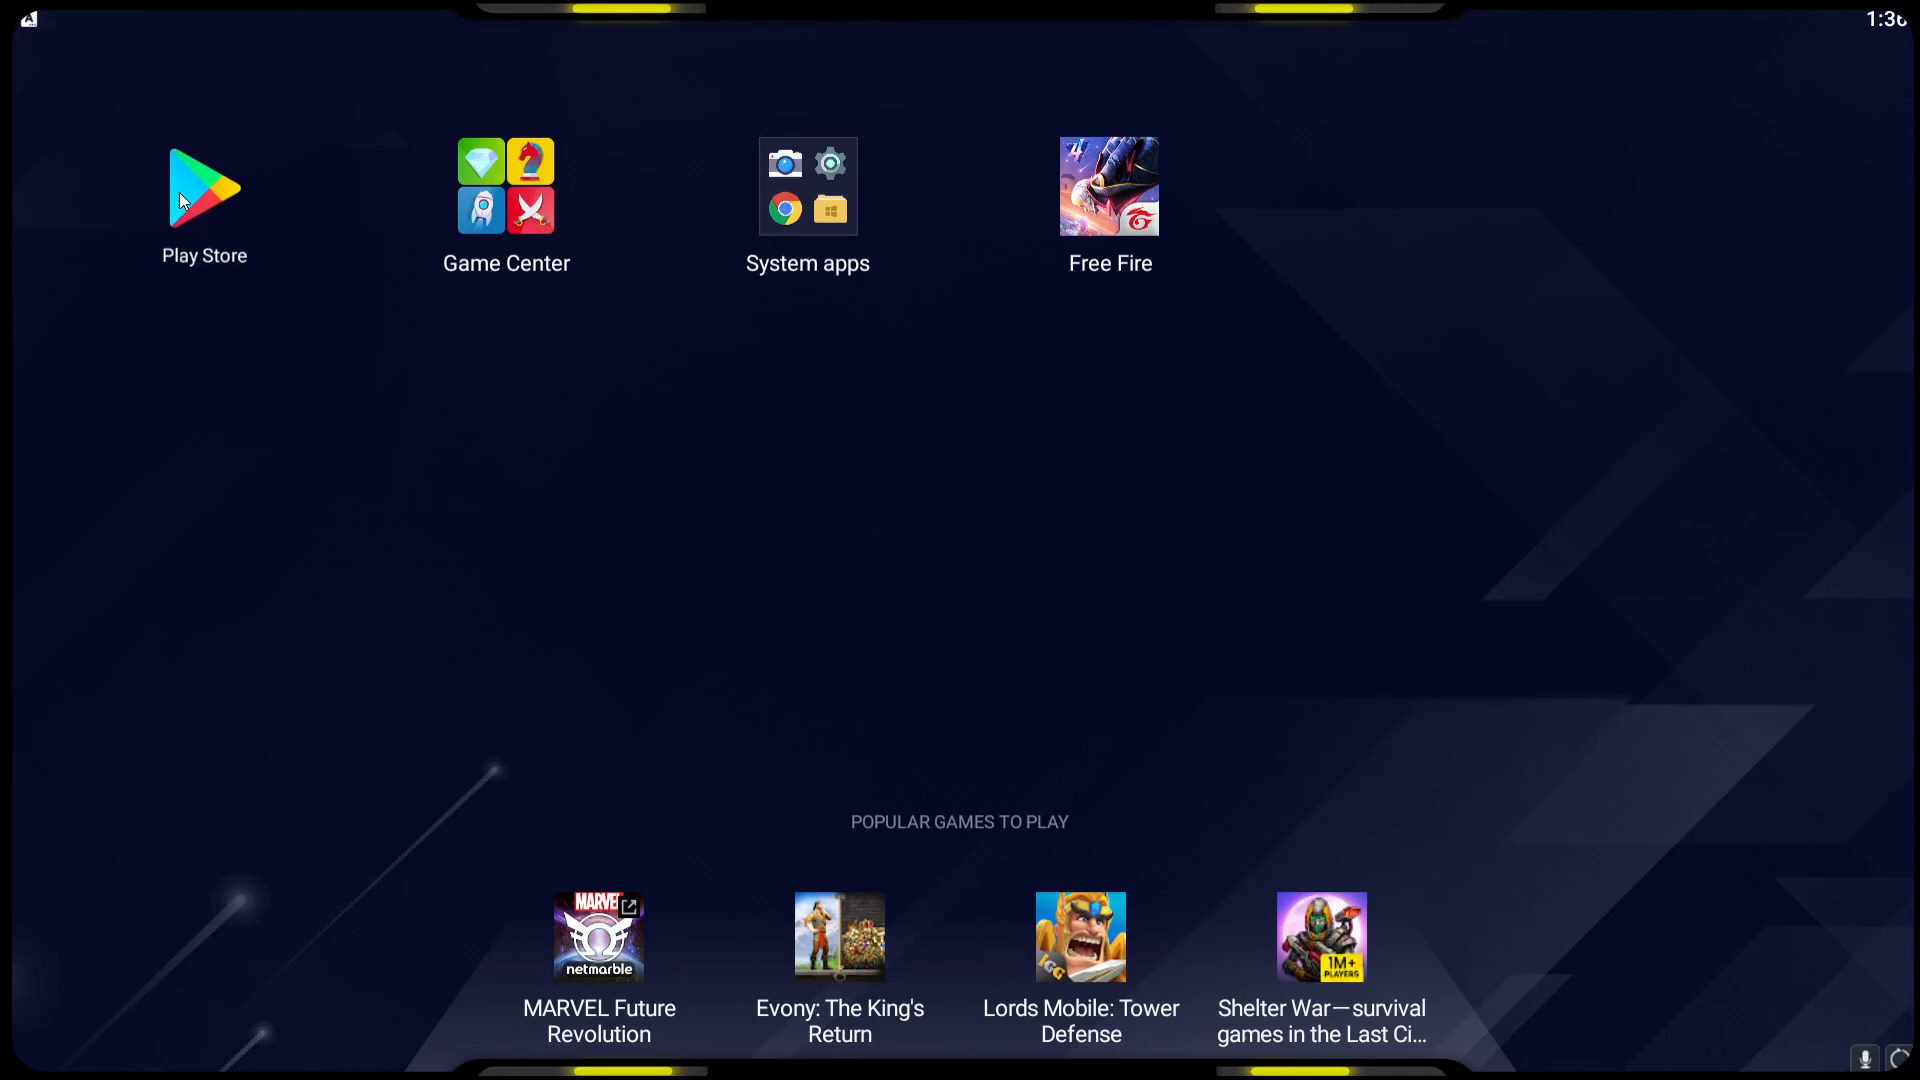 1:36
Play Store
Game Center
System apps
Free Fire
POPULAR GAMES TO PLAY
MARVEL
netmarble
IGG
1M+
PLAYERS
MARVEL Future
Revolution
Evony: The King's
Return
Lords Mobile: Tower
Defense
Shelter War—survival
games in the Last Ci...